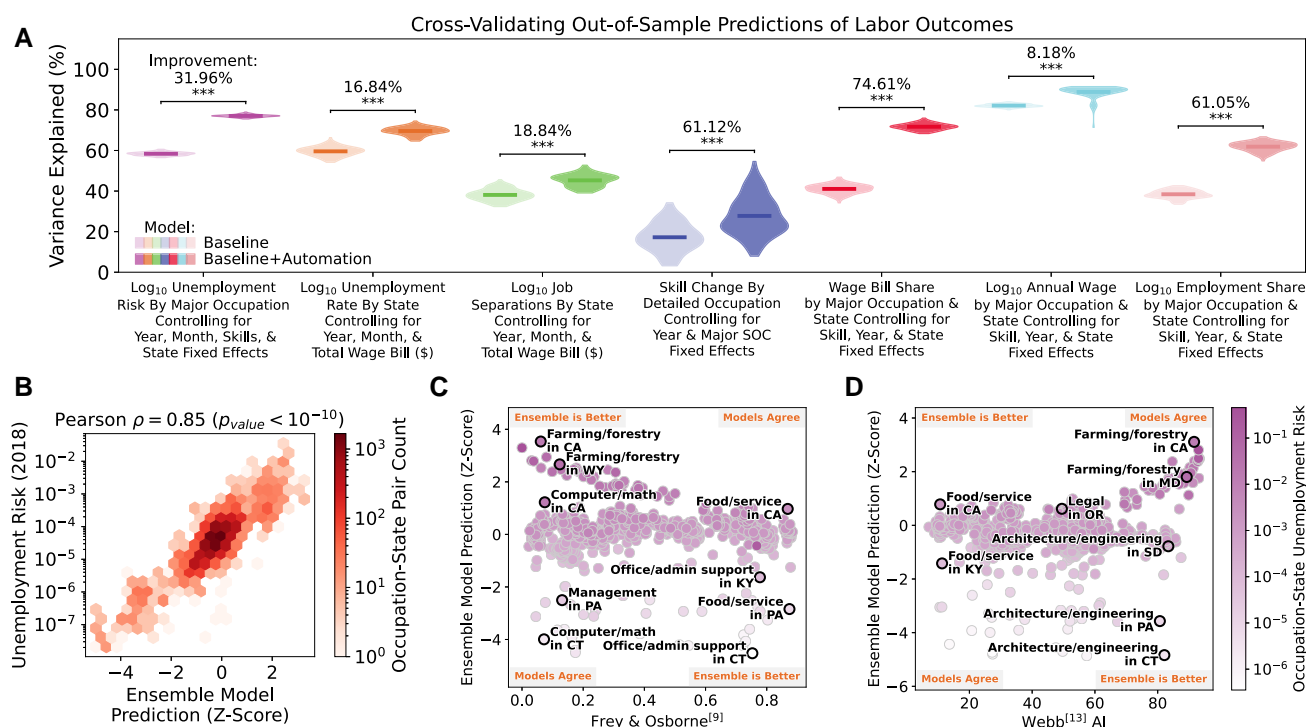 Cross-Validating Out-of-Sample Predictions of Labor Outcomes
A
Variance Explained (%)
100
80
60
40
20
0
Improvement:
31.96%
***
16.84%
***
18.84%
***
61.12%
***
74.61%
***
8.18%
***
61.05%
***
Model:
Baseline
Baseline+Automation
Log₁₀ Unemployment
Risk By Major Occupation
Controlling for
Year, Month, Skills, &
State Fixed Effects
Log₁₀ Unemployment
Rate By State
Controlling for
Year, Month, &
Total Wage Bill ($)
Log₁₀ Job
Separations By State
Controlling for
Year, Month, &
Total Wage Bill ($)
Skill Change By
Detailed Occupation
Controlling for
Year & Major SOC
Fixed Effects
Wage Bill Share
by Major Occupation &
State Controlling for
Skill, Year, & State
Fixed Effects
Log₁₀ Annual Wage
by Major Occupation &
State Controlling for
Skill, Year, & State
Fixed Effects
Log₁₀ Employment Share
by Major Occupation &
State Controlling for
Skill, Year, & State
Fixed Effects
B
Pearson ρ = 0.85 (p_value < 10⁻¹⁰)
Unemployment Risk (2018)
10⁻²
10⁻³
10⁻⁴
10⁻⁵
10⁻⁶
10⁻⁷
−4
−2
0
2
Ensemble Model
Prediction (Z-Score)
10³
10²
10¹
10⁰
Occupation-State Pair Count
C
Ensemble is Better
Models Agree
Ensemble Model Prediction (Z-Score)
4
2
0
−2
−4
Farming/forestry
in CA
Farming/forestry
in WY
Computer/math
in CA
Food/service
in CA
Office/admin support
in KY
Management
in PA
Food/service
in PA
Computer/math
in CT
Office/admin support
in CT
Models Agree
Ensemble is Better
0.0
0.2
0.4
0.6
0.8
Frey & Osborne[9]
D
Ensemble is Better
Models Agree
Ensemble Model Prediction (Z-Score)
4
2
0
−2
−4
−6
Farming/forestry
in CA
Farming/forestry
in MD
Food/service
in CA
Legal
in OR
Architecture/engineering
in SD
Food/service
in KY
Architecture/engineering
in PA
Architecture/engineering
in CT
Models Agree
Ensemble is Better
20
40
60
80
Webb[13] AI
10⁻¹
10⁻²
10⁻³
10⁻⁴
10⁻⁵
10⁻⁶
Occupation-State Unemployment Risk